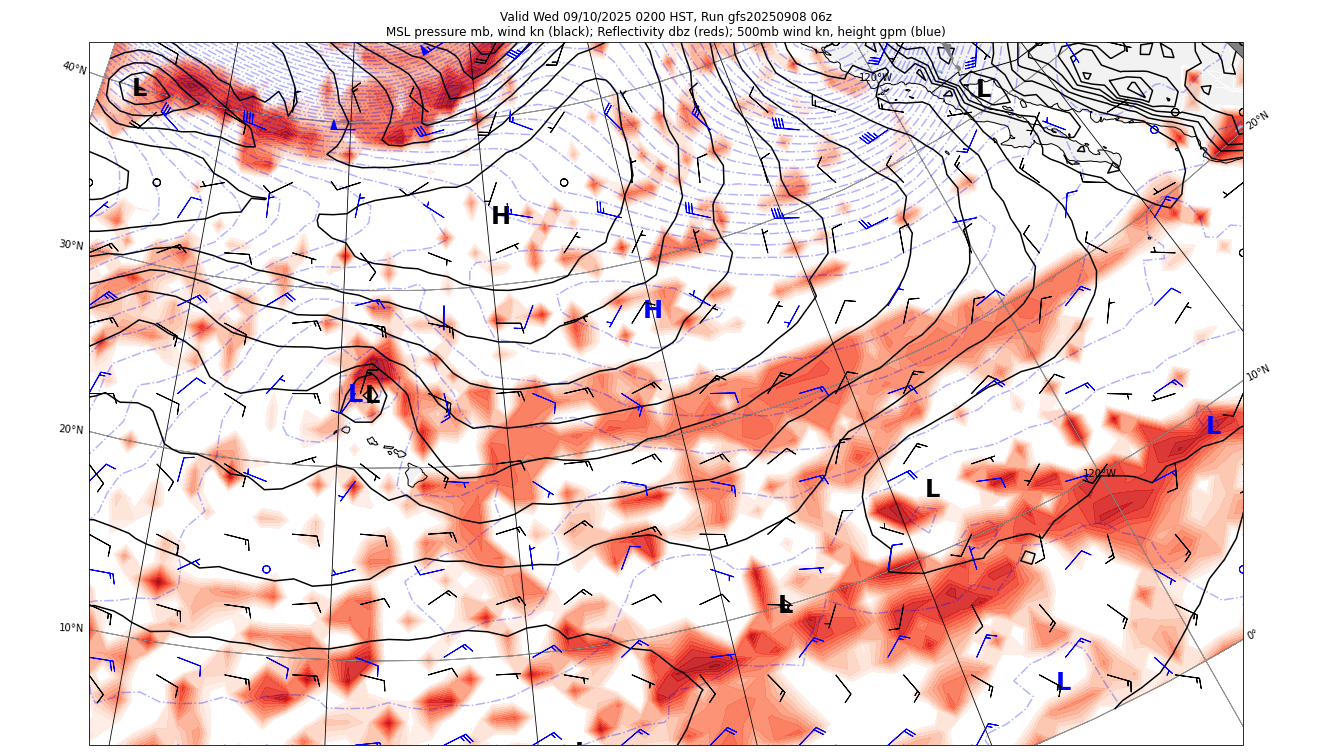 Valid Wed 09/10/2025 0200 HST, Run gfs20250908 06z
MSL pressure mb, wind kn (black); Reflectivity dbz (reds); 500mb wind kn, height gpm (blue)
40°N
120°W
L
L
20°N
H
30°N
H
10°N
L
L
20°N
L
120°W
L
L
10°N
0°
L